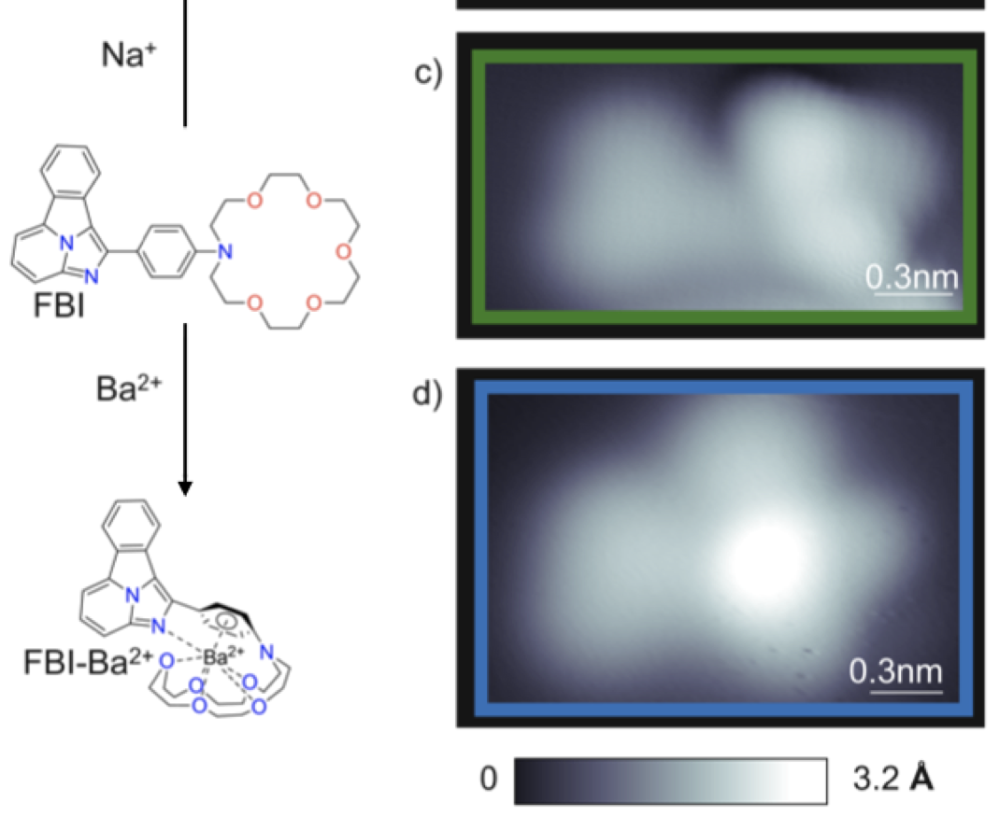 Na⁺
N
N
N
O
O
O
O
O
FBI
Ba²⁺
N
N
N
Ba²⁺
O
O
O
O
O
FBI-Ba²⁺
c)
0.3nm
d)
0.3nm
0
3.2 Å